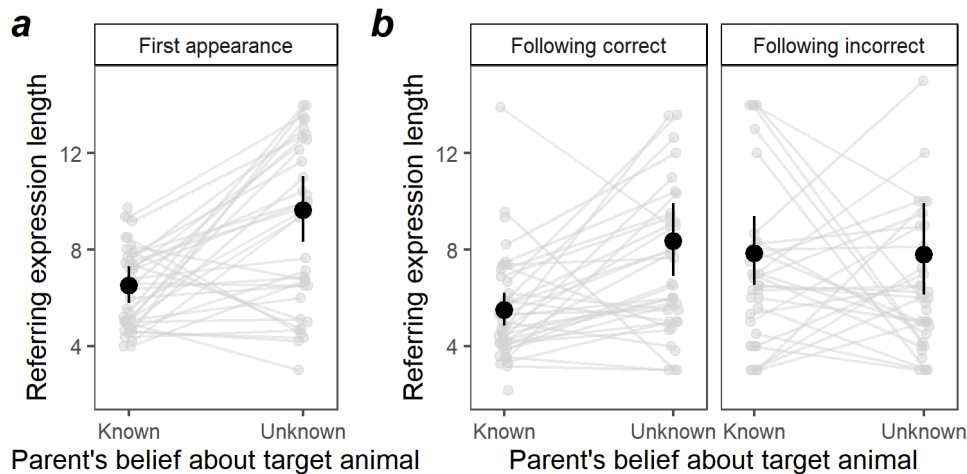 a
First appearance
Referring expression length
12
8
4
Known Unknown
Parent's belief about target animal
b
Following correct
Following incorrect
Referring expression length
12
8
4
Known Unknown
Known Unknown
Parent's belief about target animal